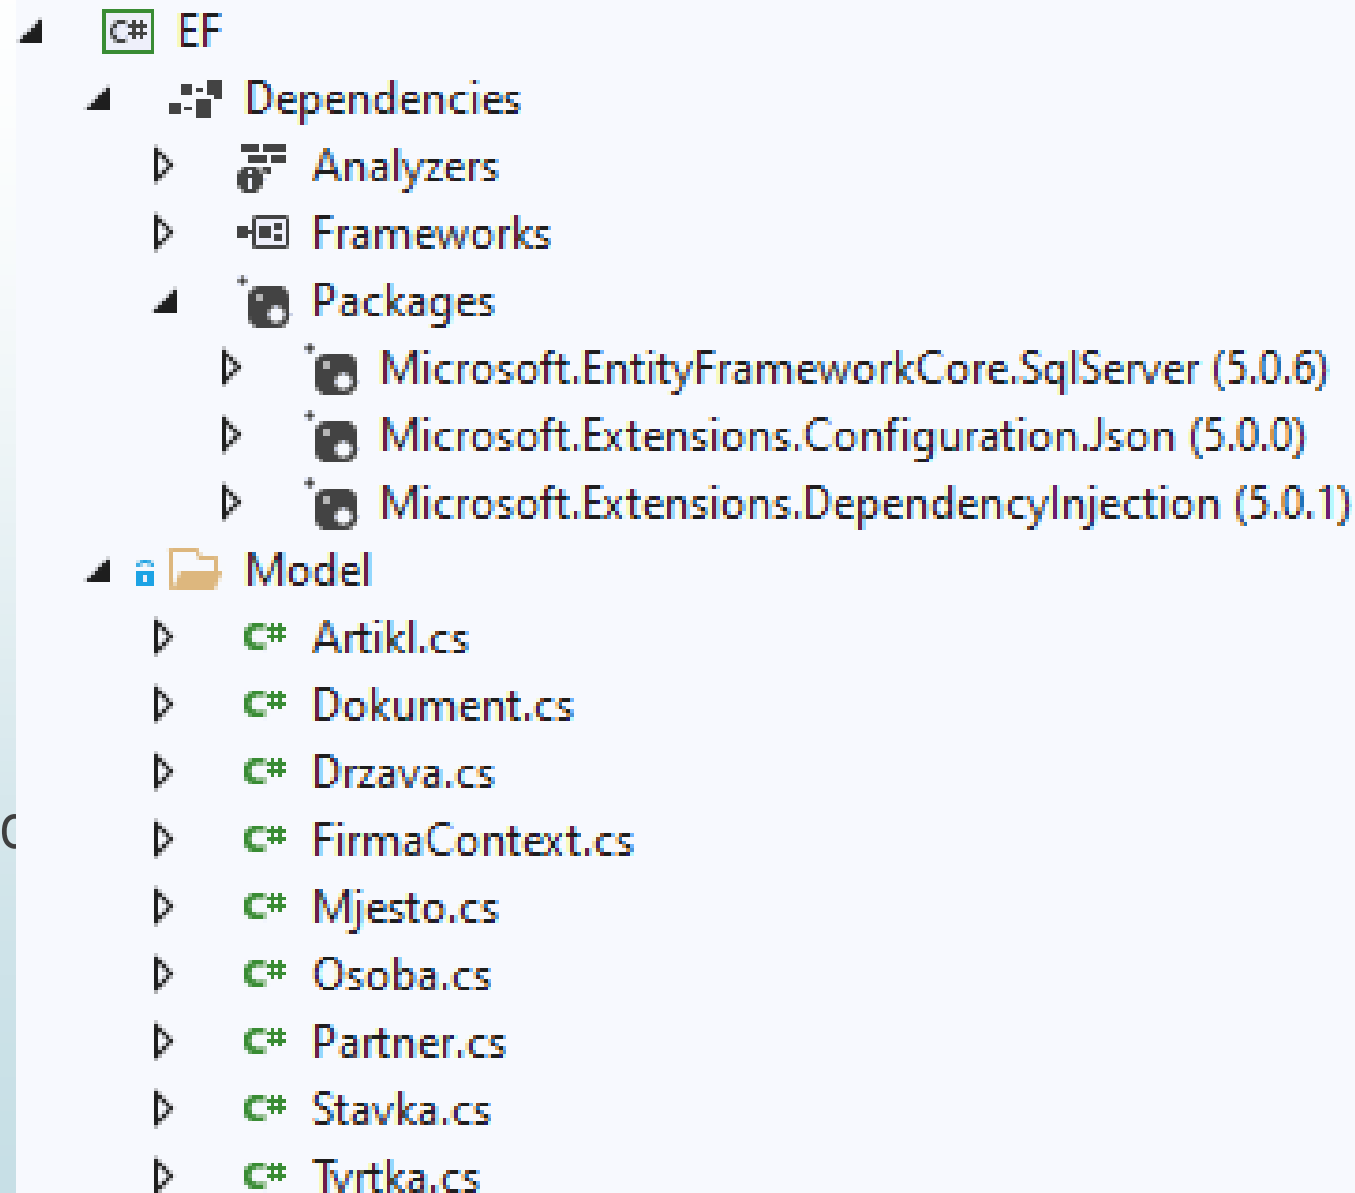 C# EF
Dependencies
Analyzers
Frameworks
Packages
Microsoft.EntityFrameworkCore.SqlServer (5.0.6)
Microsoft.Extensions.Configuration.Json (5.0.0)
Microsoft.Extensions.DependencyInjection (5.0.1)
Model
C# Artikl.cs
C# Dokument.cs
C# Drzava.cs
C# FirmaContext.cs
C# Mjesto.cs
C# Osoba.cs
C# Partner.cs
C# Stavka.cs
C# Tvrtka.cs